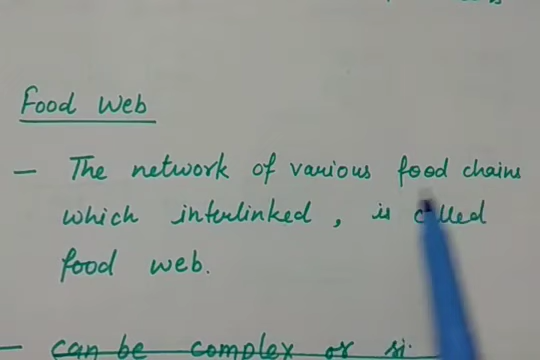 Food Web
- The network of various food chains
which interlinked, is called
food web.
- can be complex or